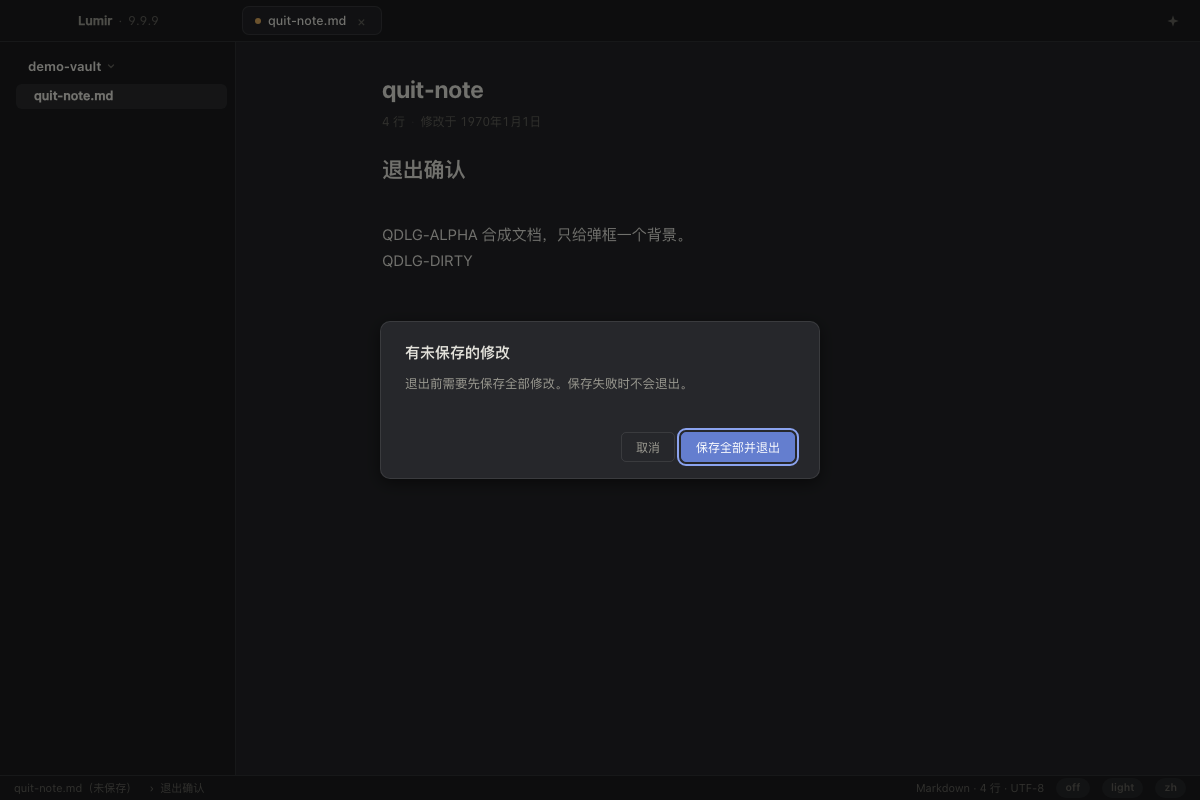 Lumir · 9.9.9
quit-note.md ×
demo-vault
quit-note.md
quit-note
4 行 修改于 1970年1月1日
退出确认
QDLG-ALPHA 合成文档，只给弹框一个背景。
QDLG-DIRTY
有未保存的修改
退出前需要先保存全部修改。保存失败时不会退出。
取消 保存全部并退出
quit-note.md（未保存） › 退出确认
Markdown · 4 行 · UTF-8 off light zh